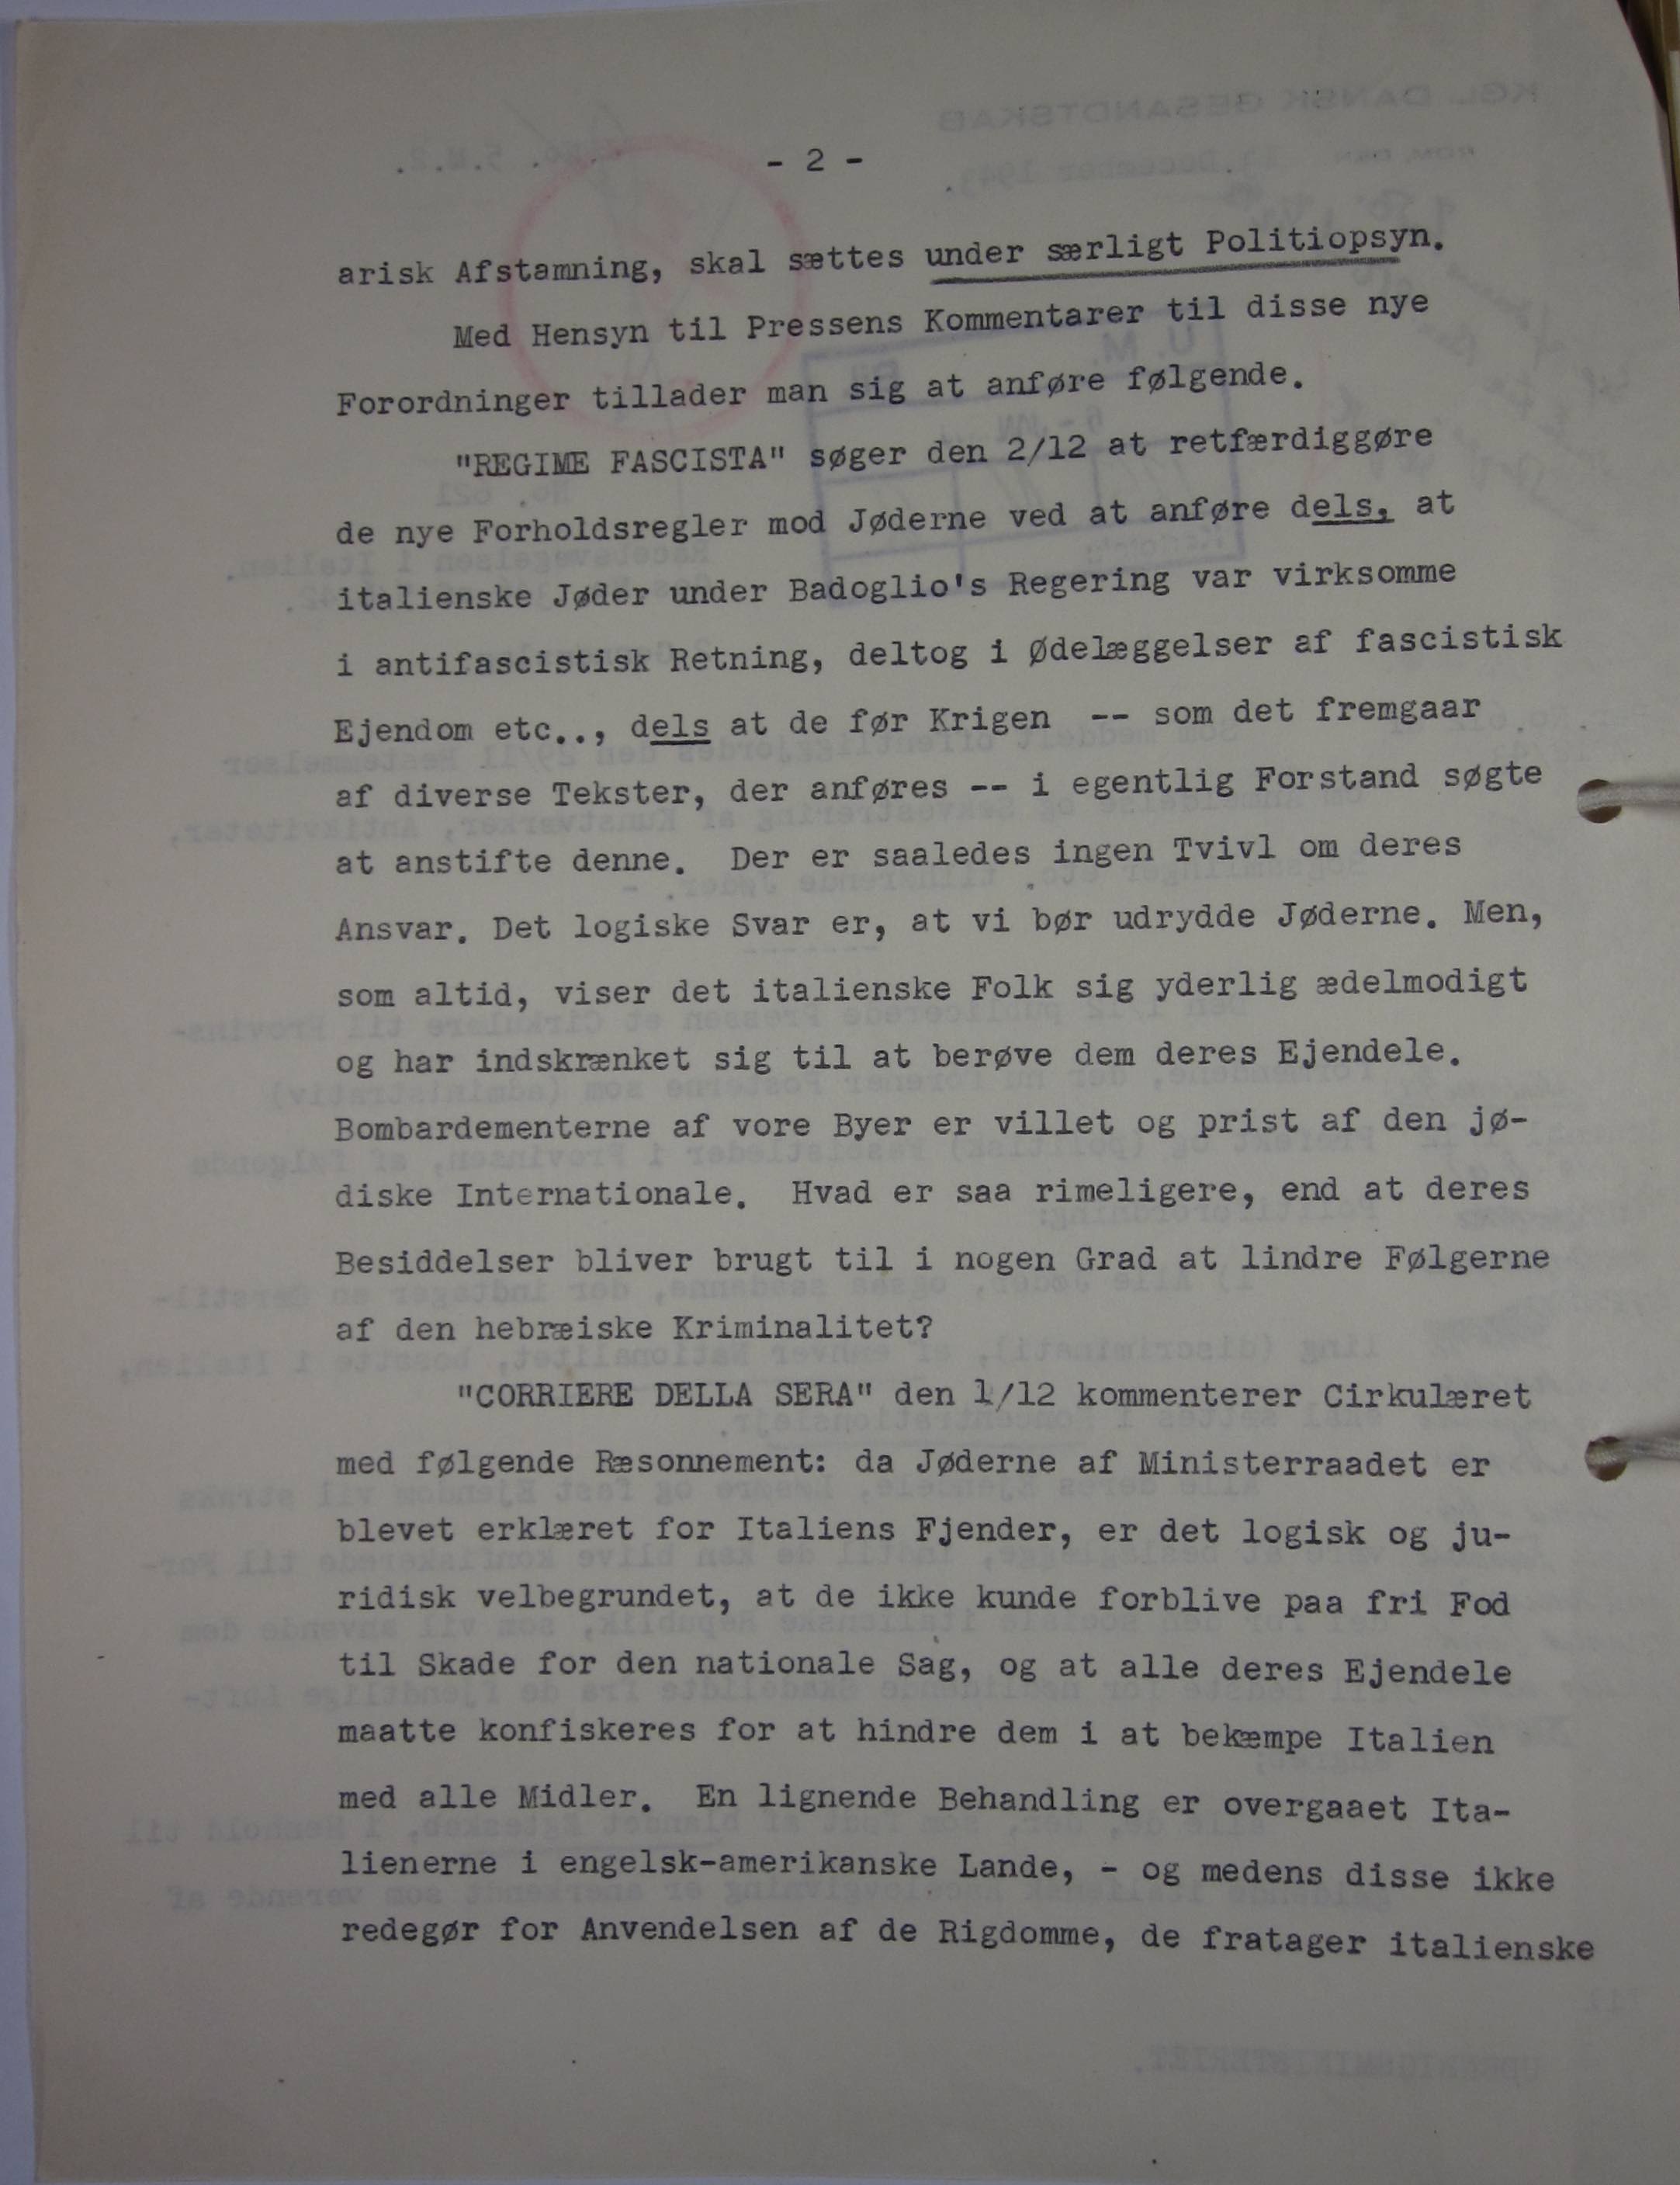 - 2 -
arisk Afstamning, skal sættes under særligt Politiopsyn.
Med Hensyn til Pressens Kommentarer til disse nye
Forordninger tillader man sig at anføre følgende.
"REGIME FASCISTA" søger den 2/12 at retfærdiggøre
de nye Forholdsregler mod Jøderne ved at anføre dels, at
italienske Jøder under Badoglio's Regering var virksomme
i antifascistisk Retning, deltog i Ødelæggelser af fascistisk
Ejendom etc.., dels at de før Krigen -- som det fremgaar
af diverse Tekster, der anføres -- i egentlig Forstand søgte
at anstifte denne. Der er saaledes ingen Tvivl om deres
Ansvar. Det logiske Svar er, at vi bør udrydde Jøderne. Men,
som altid, viser det italienske Folk sig yderlig ædelmodigt
og har indskrænket sig til at berøve dem deres Ejendele.
Bombardementerne af vore Byer er villet og prist af den jø-
diske Internationale. Hvad er saa rimeligere, end at deres
Besiddelser bliver brugt til i nogen Grad at lindre Følgerne
af den hebræiske Kriminalitet?
"CORRIERE DELLA SERA" den 1/12 kommenterer Cirkulæret
med følgende Ræsonnement: da Jøderne af Ministerraadet er
blevet erklæret for Italiens Fjender, er det logisk og ju-
ridisk velbegrundet, at de ikke kunde forblive paa fri Fod
til Skade for den nationale Sag, og at alle deres Ejendele
maatte konfiskeres for at hindre dem i at bekæmpe Italien
med alle Midler. En lignende Behandling er overgaaet Ita-
lienerne i engelsk-amerikanske Lande, - og medens disse ikke
redegør for Anvendelsen af de Rigdomme, de fratager italienske